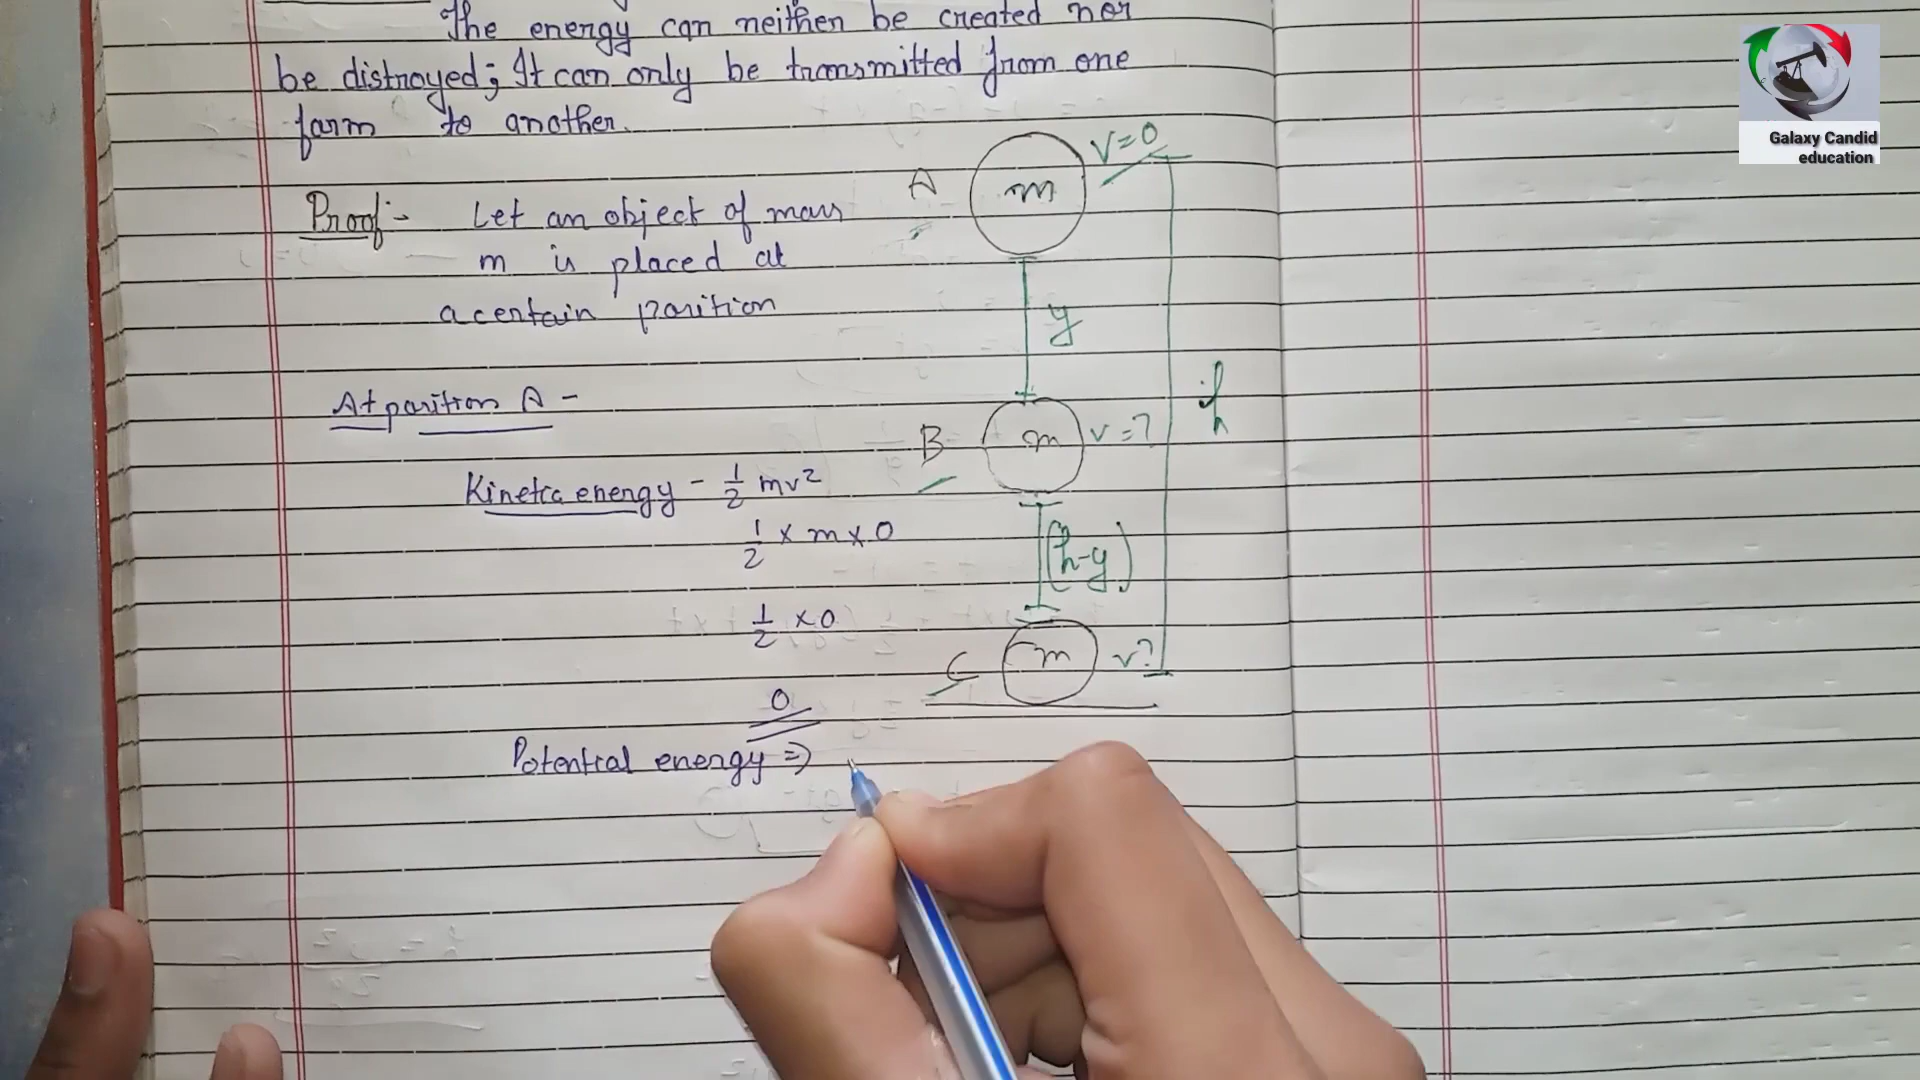 The energy can neither be created nor
be distroyed; It can only be transmitted from one
form to another.
Proof:- Let an object of mass
m is placed at
a certain position
At position A -
Kinetic energy - 1/2 mv²
1/2 × m × 0
1/2 × 0
0
Potential energy ⇒
A
m
V=0
y
B
m
v=?
h
(h-y)
C
m
v?
Galaxy Candid
education